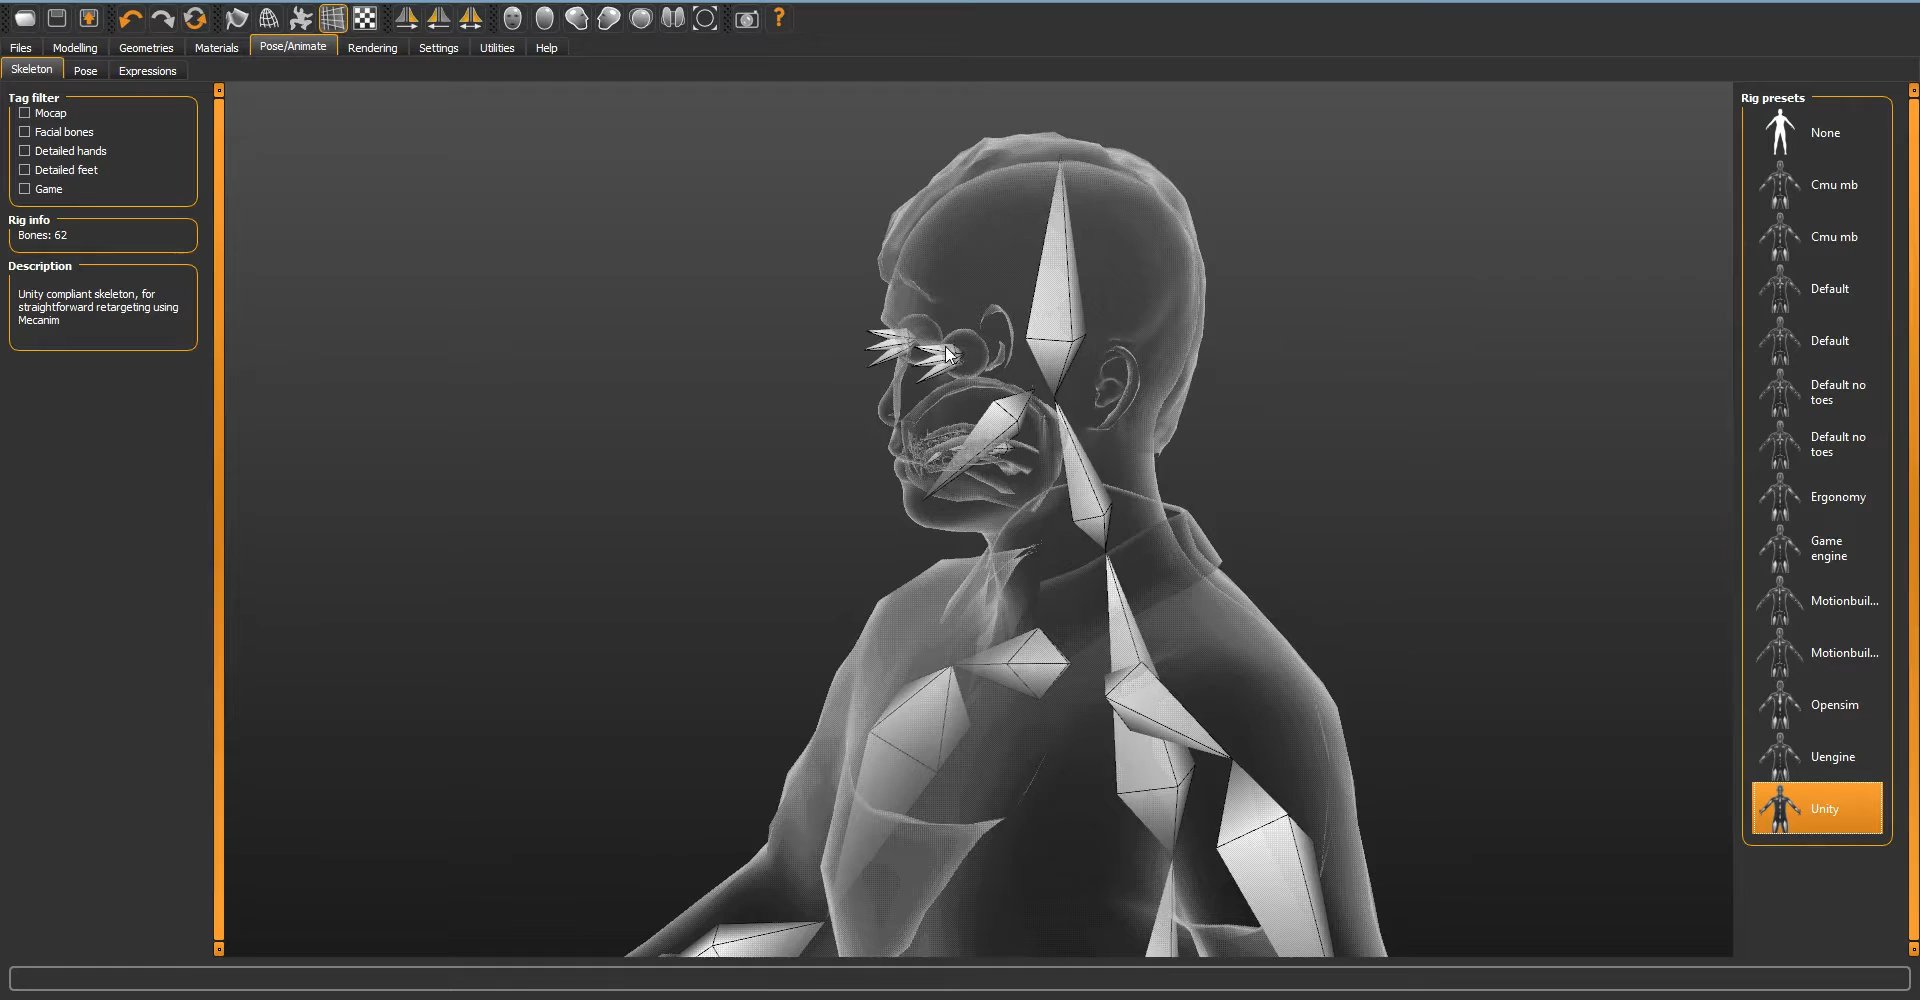 Files Modelling Geometries Materials Pose/Animate Rendering Settings Utilities Help
Skeleton Pose Expressions
Tag filter
Mocap
Facial bones
Detailed hands
Detailed feet
Game
Rig info
Bones: 62
Description
Unity compliant skeleton, for
straightforward retargeting using
Mecanim
Rig presets
None
Cmu mb
Cmu mb
Default
Default
Default no
toes
Default no
toes
Ergonomy
Game
engine
Motionbuil...
Motionbuil...
Opensim
Uengine
Unity